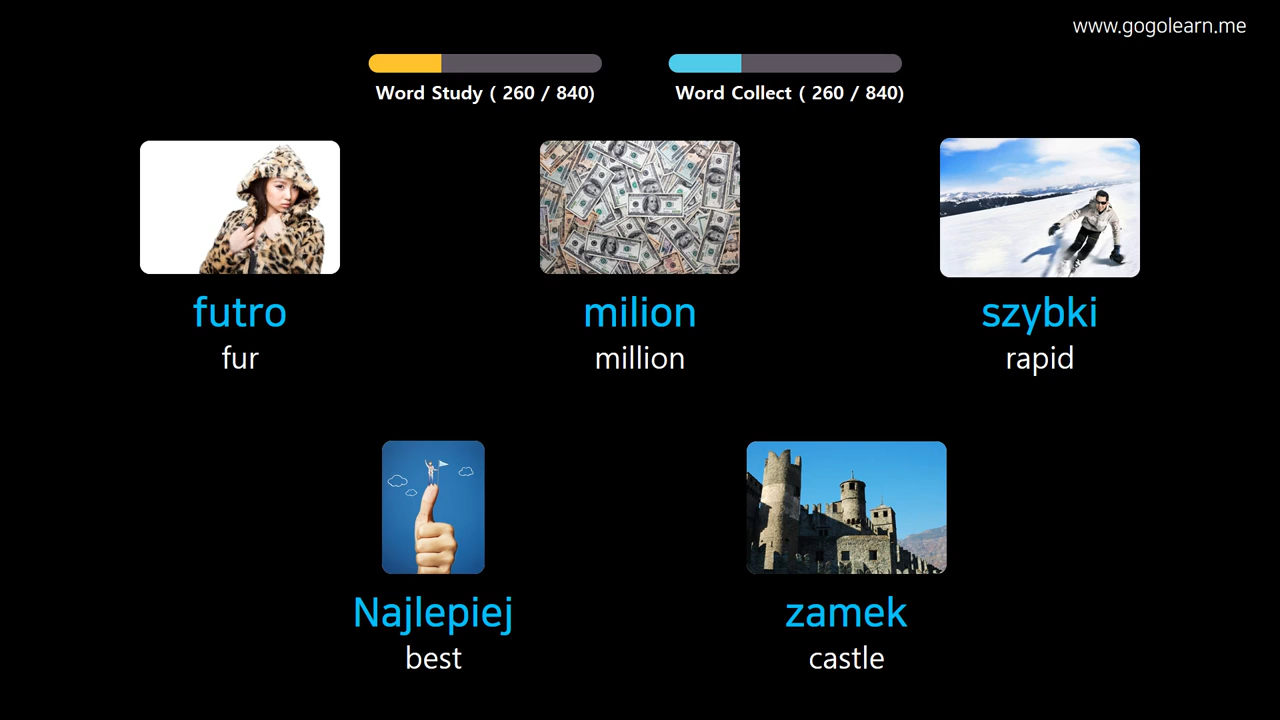 www.gogolearn.me
Word Study ( 260 / 840)
Word Collect ( 260 / 840)
futro
fur
milion
million
szybki
rapid
Najlepiej
best
zamek
castle